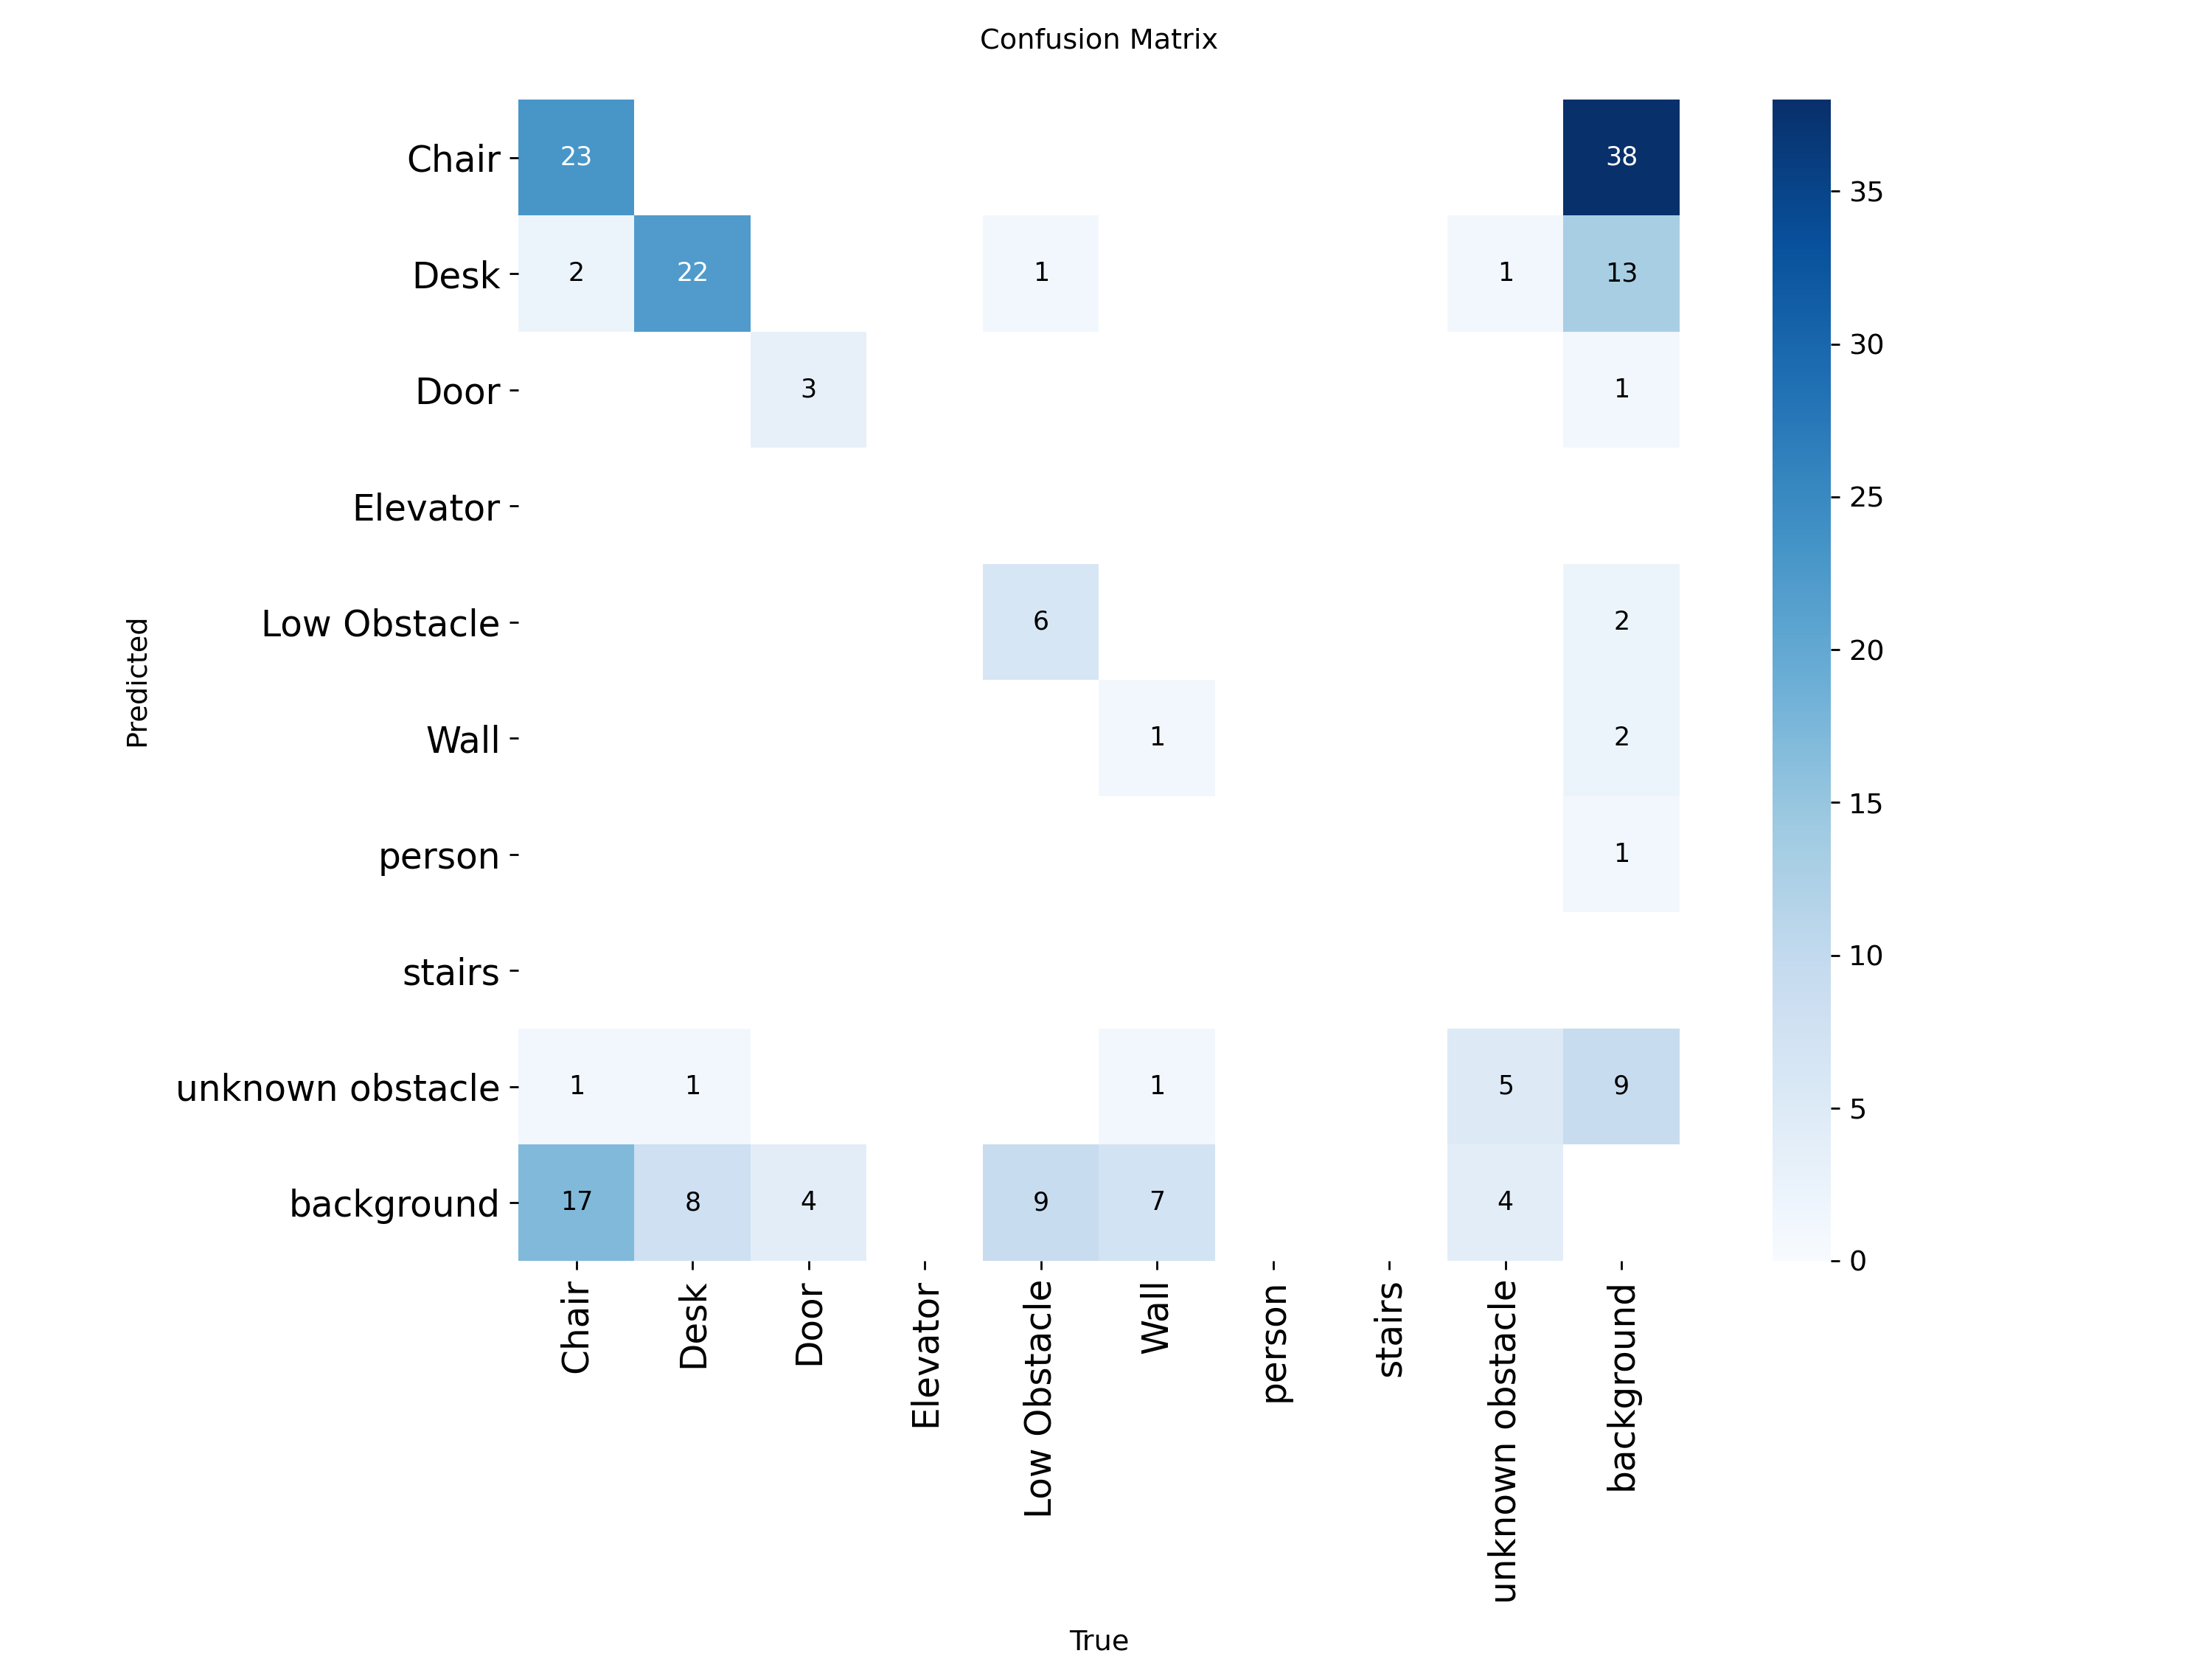 Confusion Matrix
Chair 23 38
35
Desk 2 22 1 1 13
30
Door 3 1
25
Elevator
Low Obstacle 6 2
20
Predicted
Wall 1 2
15
person 1
10
stairs
unknown obstacle 1 1 1 5 9
5
background 17 8 4 9 7 4
0
Chair
Desk
Door
Elevator
Low Obstacle
Wall
person
stairs
unknown obstacle
background
True